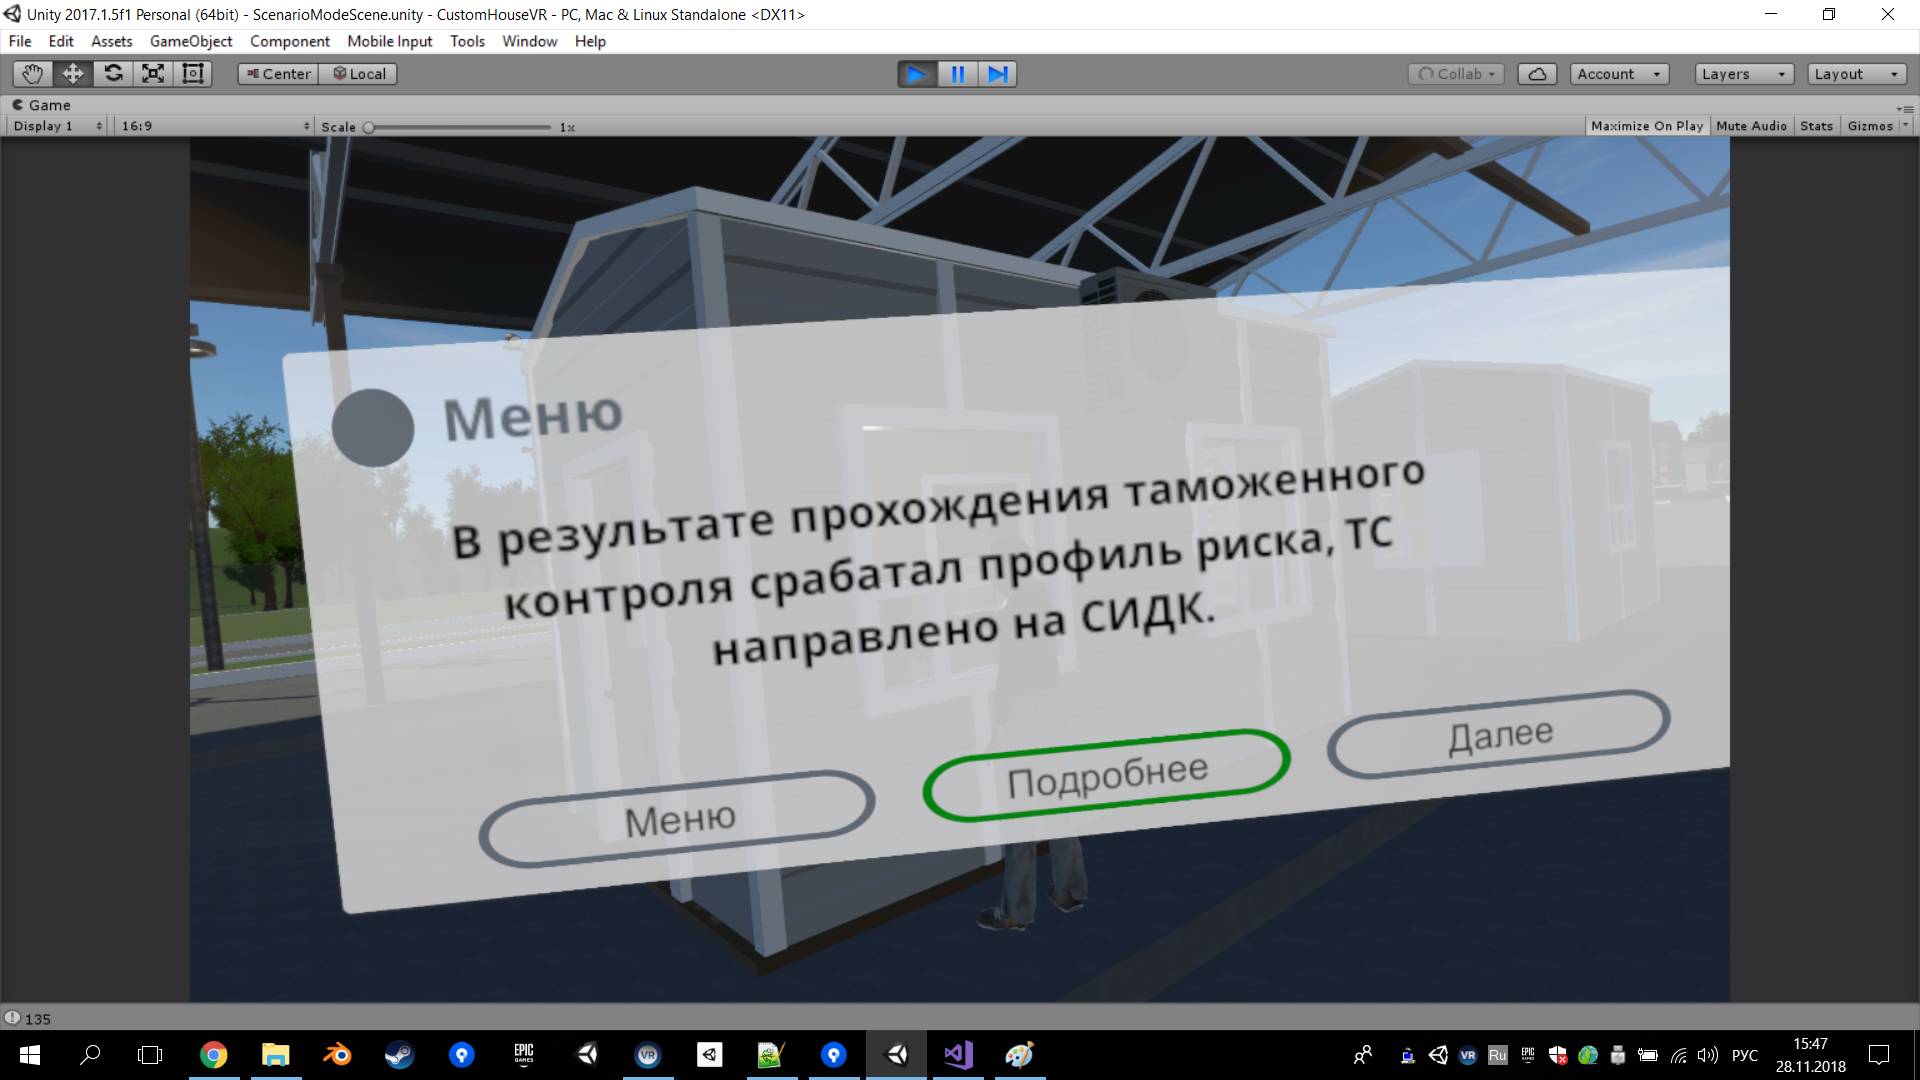 Unity 2017.1.5f1 Personal (64bit) - ScenarioModeScene.unity - CustomHouseVR - PC, Mac & Linux Standalone <DX11>
File Edit Assets GameObject Component Mobile Input Tools Window Help
Center Local Collab Account Layers Layout
Game
Display 1 16:9 Scale 1x Maximize On Play Mute Audio Stats Gizmos
Меню
В результате прохождения таможенного
контроля срабатал профиль риска, ТС
направлено на СИДК.
Меню Подробнее Далее
135
EPIC GAMES VR VR Ru EPIC РУС 15:47
28.11.2018